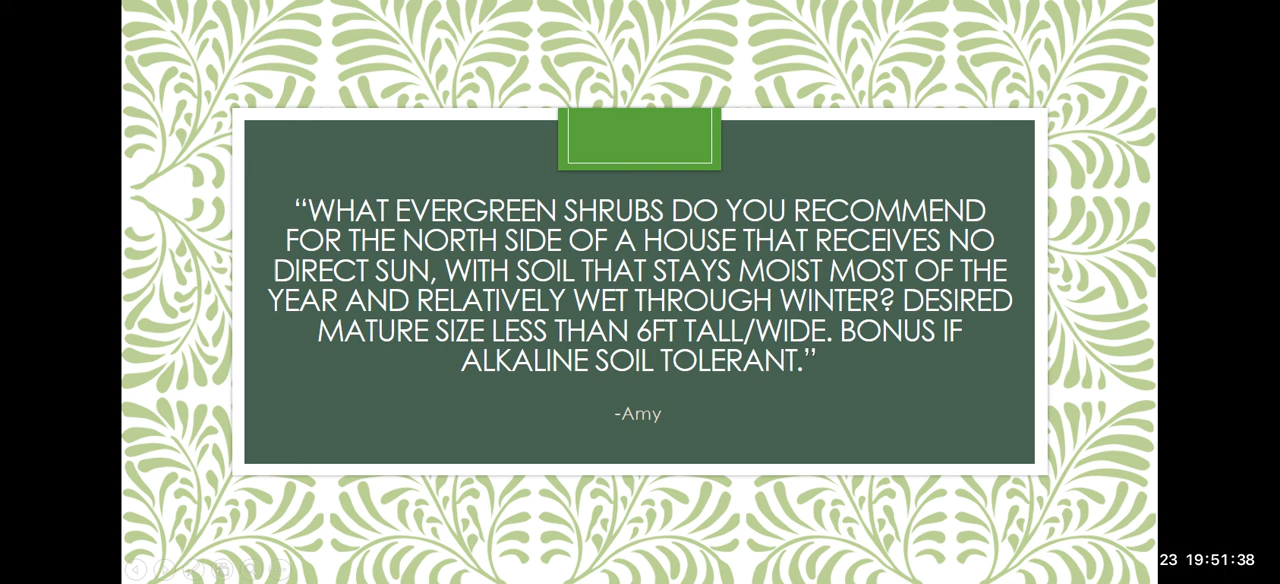 “WHAT EVERGREEN SHRUBS DO YOU RECOMMEND
FOR THE NORTH SIDE OF A HOUSE THAT RECEIVES NO
DIRECT SUN, WITH SOIL THAT STAYS MOIST MOST OF THE
YEAR AND RELATIVELY WET THROUGH WINTER? DESIRED
MATURE SIZE LESS THAN 6FT TALL/WIDE. BONUS IF
ALKALINE SOIL TOLERANT.”
-Amy
23 19:51:38